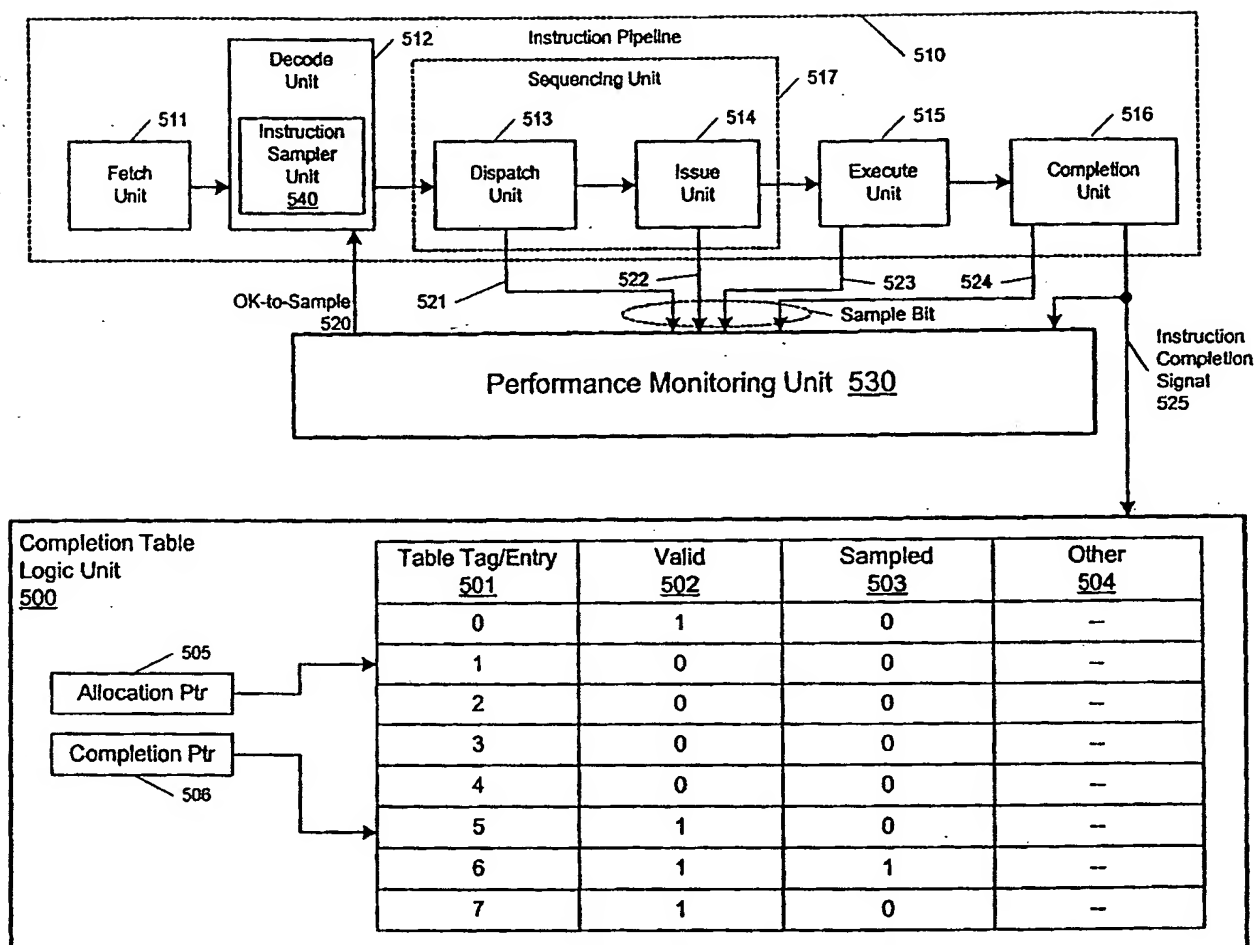 Instruction Pipeline
510
Decode
Unit
512
Instruction
Sampler
Unit
540
Sequencing Unit
517
511
Fetch
Unit
513
Dispatch
Unit
514
Issue
Unit
515
Execute
Unit
516
Completion
Unit
OK-to-Sample
520
521
522
523
524
Sample Bit
Instruction
Completion
Signal
525
Performance Monitoring Unit 530
Completion Table
Logic Unit
500
505
Allocation Ptr
Completion Ptr
506
Table Tag/Entry Valid Sampled Other
501 502 503 504
0 1 0 --
1 0 0 --
2 0 0 --
3 0 0 --
4 0 0 --
5 1 0 --
6 1 1 --
7 1 0 --